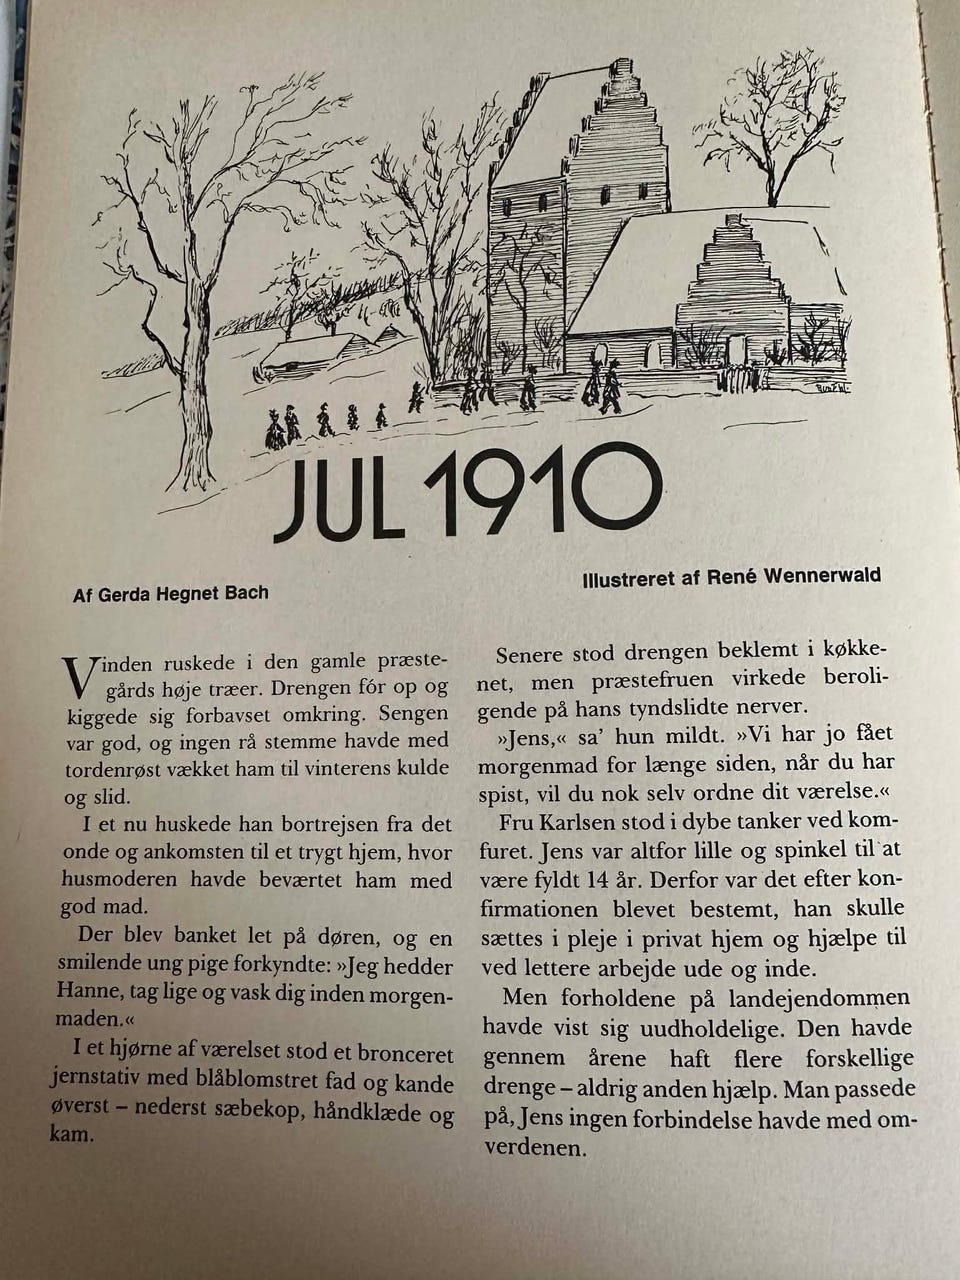 JUL 1910
Af Gerda Hegnet Bach
Illustreret af René Wennerwald
Vinden ruskede i den gamle præste-
gårds høje træer. Drengen fór op og
kiggede sig forbavset omkring. Sengen
var god, og ingen rå stemme havde med
tordenrøst vækket ham til vinterens kulde
og slid.
I et nu huskede han bortrejsen fra det
onde og ankomsten til et trygt hjem, hvor
husmoderen havde beværtet ham med
god mad.
Der blev banket let på døren, og en
smilende ung pige forkyndte: »Jeg hedder
Hanne, tag lige og vask dig inden morgen-
maden.«
I et hjørne af værelset stod et bronceret
jernstativ med blåblomstret fad og kande
øverst – nederst sæbekop, håndklæde og
kam.
Senere stod drengen beklemt i køkke-
net, men præstefruen virkede beroli-
gende på hans tyndslidte nerver.
»Jens,« sa' hun mildt. »Vi har jo fået
morgenmad for længe siden, når du har
spist, vil du nok selv ordne dit værelse.«
Fru Karlsen stod i dybe tanker ved kom-
furet. Jens var altfor lille og spinkel til at
være fyldt 14 år. Derfor var det efter kon-
firmationen blevet bestemt, han skulle
sættes i pleje i privat hjem og hjælpe til
ved lettere arbejde ude og inde.
Men forholdene på landejendommen
havde vist sig uudholdelige. Den havde
gennem årene haft flere forskellige
drenge – aldrig anden hjælp. Man passede
på, Jens ingen forbindelse havde med om-
verdenen.